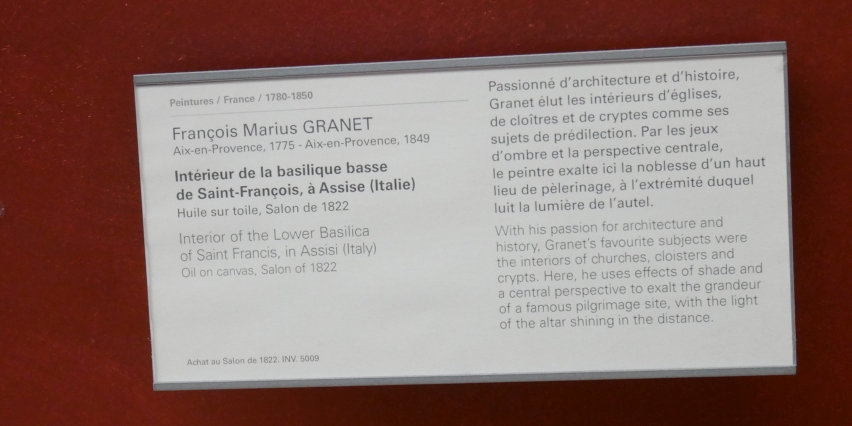 Peintures / France / 1780-1850
François Marius GRANET
Aix-en-Provence, 1775 - Aix-en-Provence, 1849
Intérieur de la basilique basse
de Saint-François, à Assise (Italie)
Huile sur toile, Salon de 1822
Interior of the Lower Basilica
of Saint Francis, in Assisi (Italy)
Oil on canvas, Salon of 1822
Achat au Salon de 1822. INV. 5009
Passionné d'architecture et d'histoire,
Granet élut les intérieurs d'églises,
de cloîtres et de cryptes comme ses
sujets de prédilection. Par les jeux
d'ombre et la perspective centrale,
le peintre exalte ici la noblesse d'un haut
lieu de pèlerinage, à l'extrémité duquel
luit la lumière de l'autel.
With his passion for architecture and
history, Granet's favourite subjects were
the interiors of churches, cloisters and
crypts. Here, he uses effects of shade and
a central perspective to exalt the grandeur
of a famous pilgrimage site, with the light
of the altar shining in the distance.